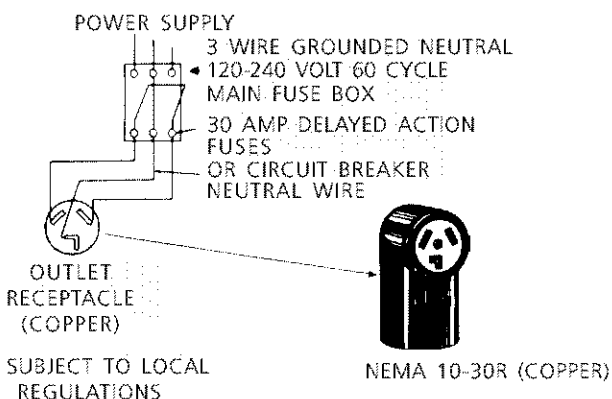 POWER SUPPLY
3 WIRE GROUNDED NEUTRAL
120-240 VOLT 60 CYCLE
MAIN FUSE BOX
30 AMP DELAYED ACTION
FUSES
OR CIRCUIT BREAKER
NEUTRAL WIRE
OUTLET
RECEPTACLE
(COPPER)
SUBJECT TO LOCAL
REGULATIONS
NEMA 10-30R (COPPER)